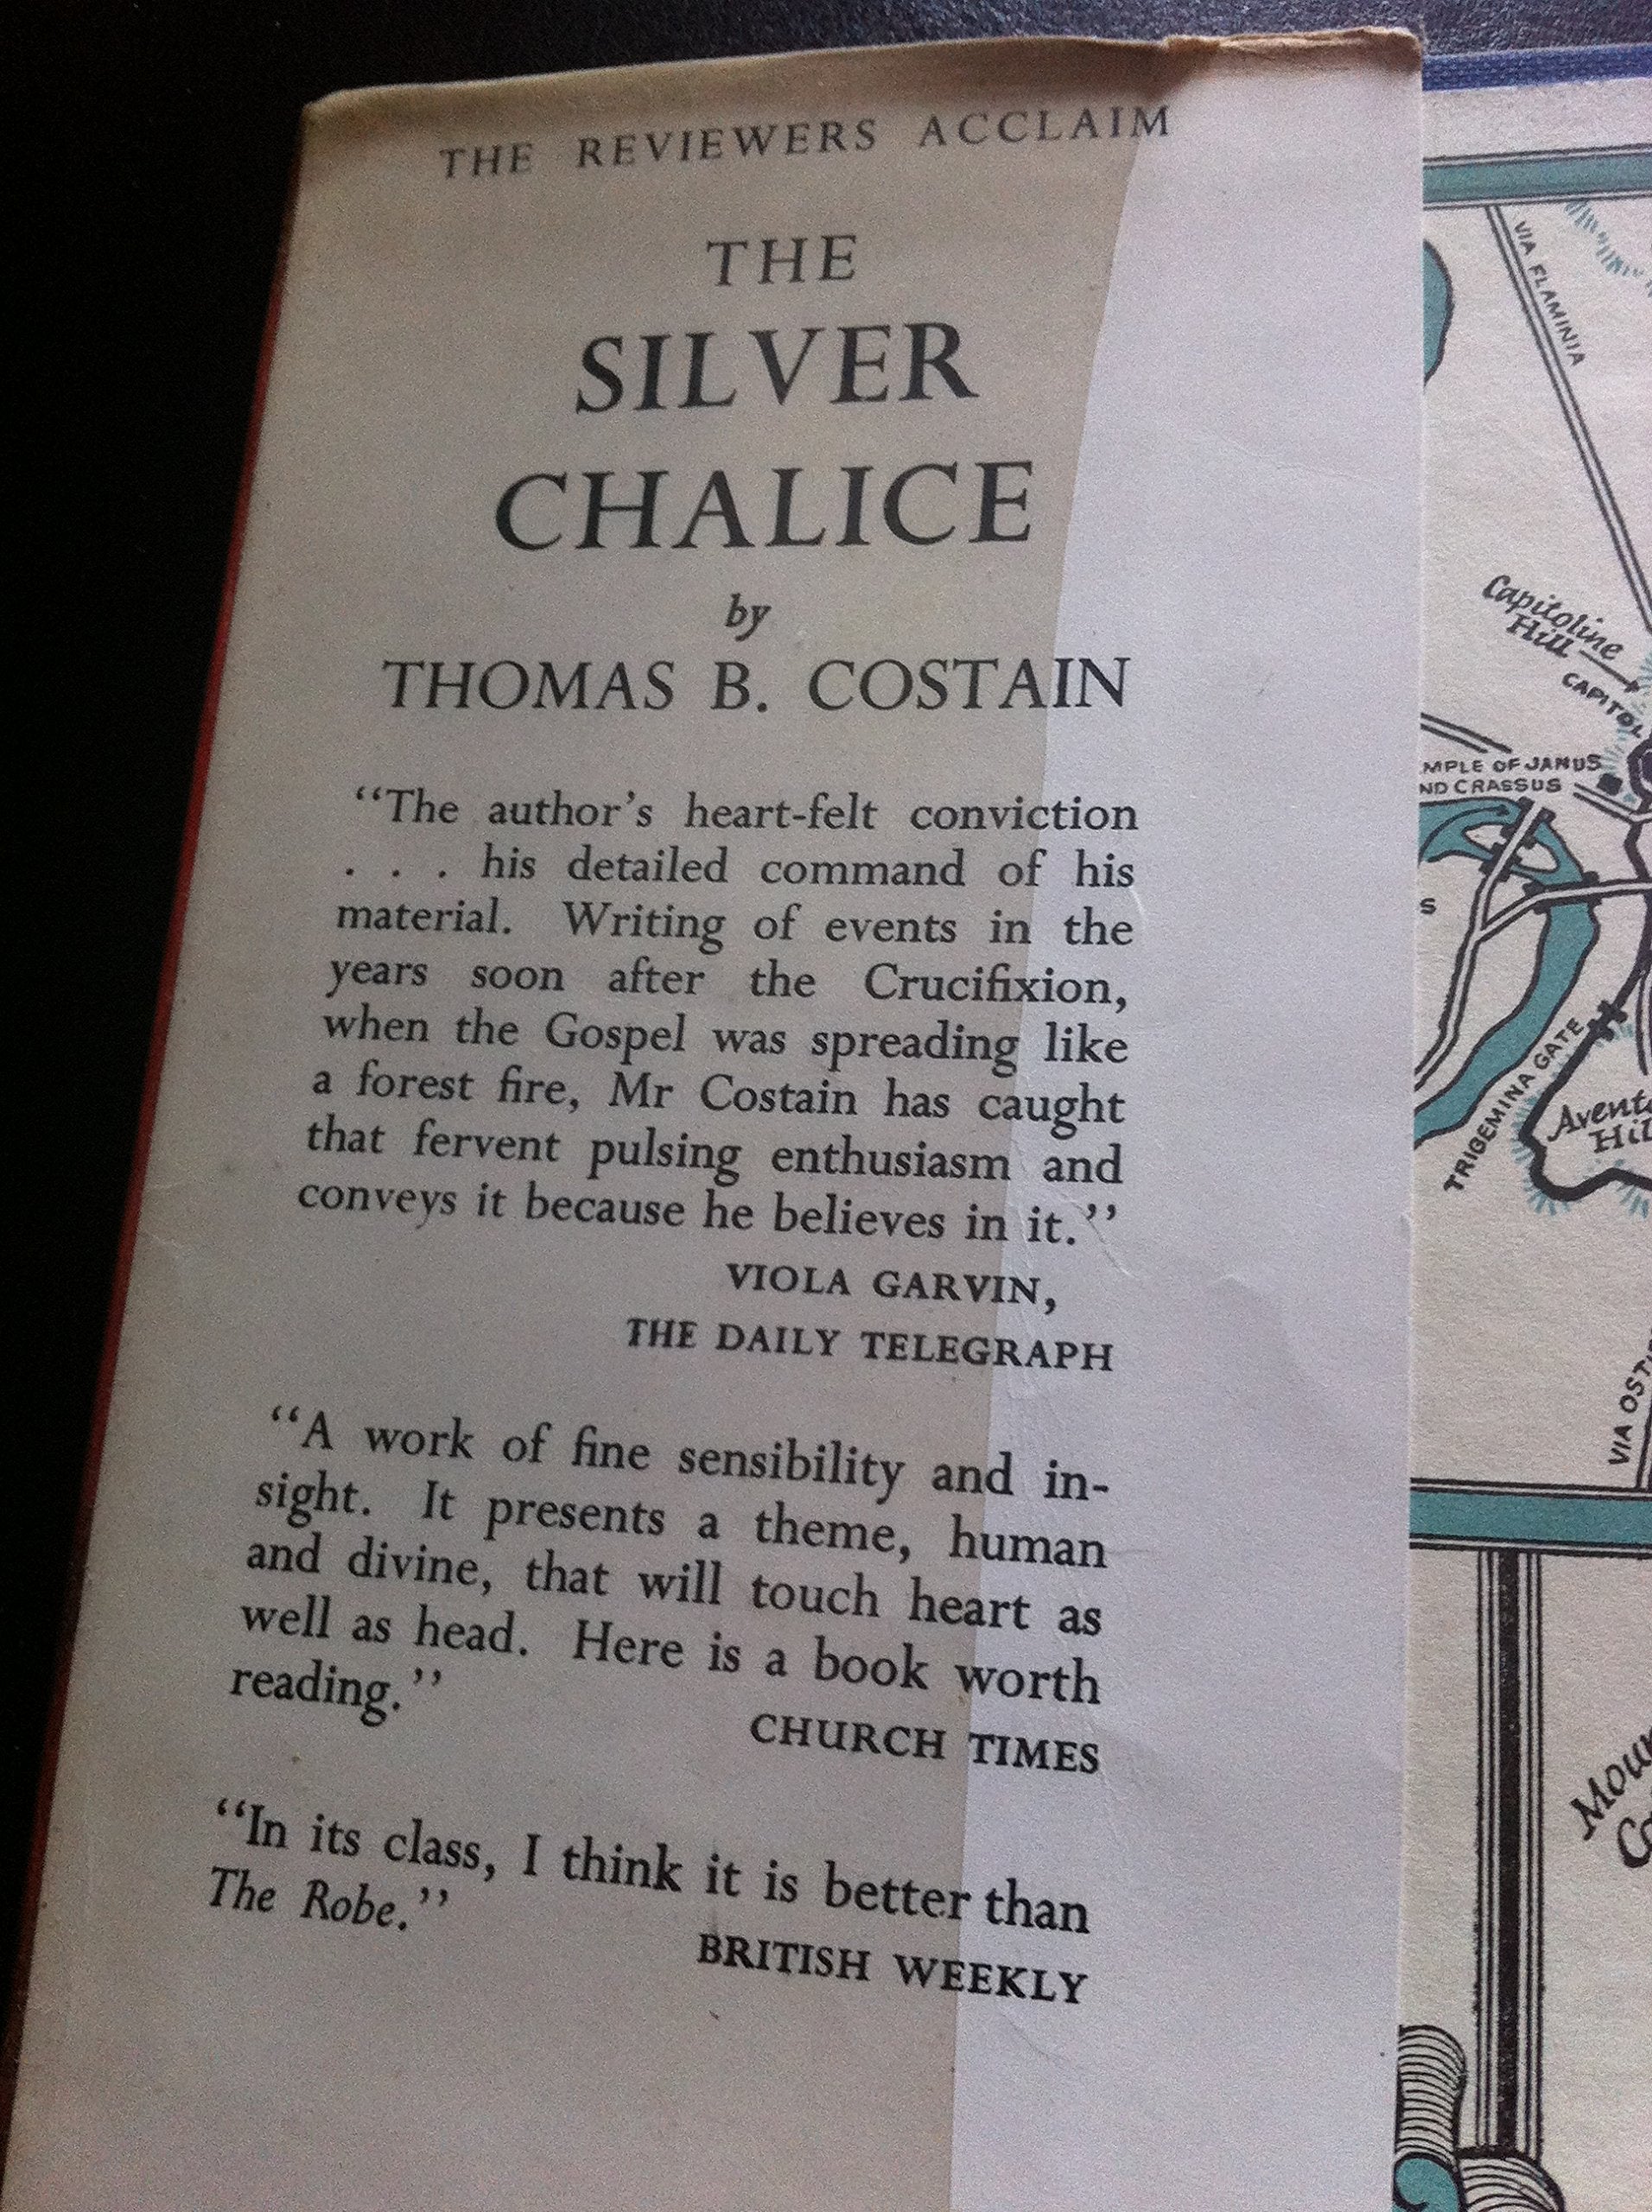 THE REVIEWERS ACCLAIM
THE
SILVER
CHALICE
by
THOMAS B. COSTAIN
“The author’s heart-felt conviction
. . . his detailed command of his
material. Writing of events in the
years soon after the Crucifixion,
when the Gospel was spreading like
a forest fire, Mr Costain has caught
that fervent pulsing enthusiasm and
conveys it because he believes in it.”
VIOLA GARVIN,
THE DAILY TELEGRAPH
“A work of fine sensibility and in-
sight. It presents a theme, human
and divine, that will touch heart as
well as head. Here is a book worth
reading.”
CHURCH TIMES
“In its class, I think it is better than
The Robe.”
BRITISH WEEKLY
VIA FLAMINIA
Capitoline
Hill
CAPITOL
MPLE OF JANUS
ND CRASSUS
S
TRIGEMINA GATE
Avent
Hil
VIA OSTI
Mou
Co